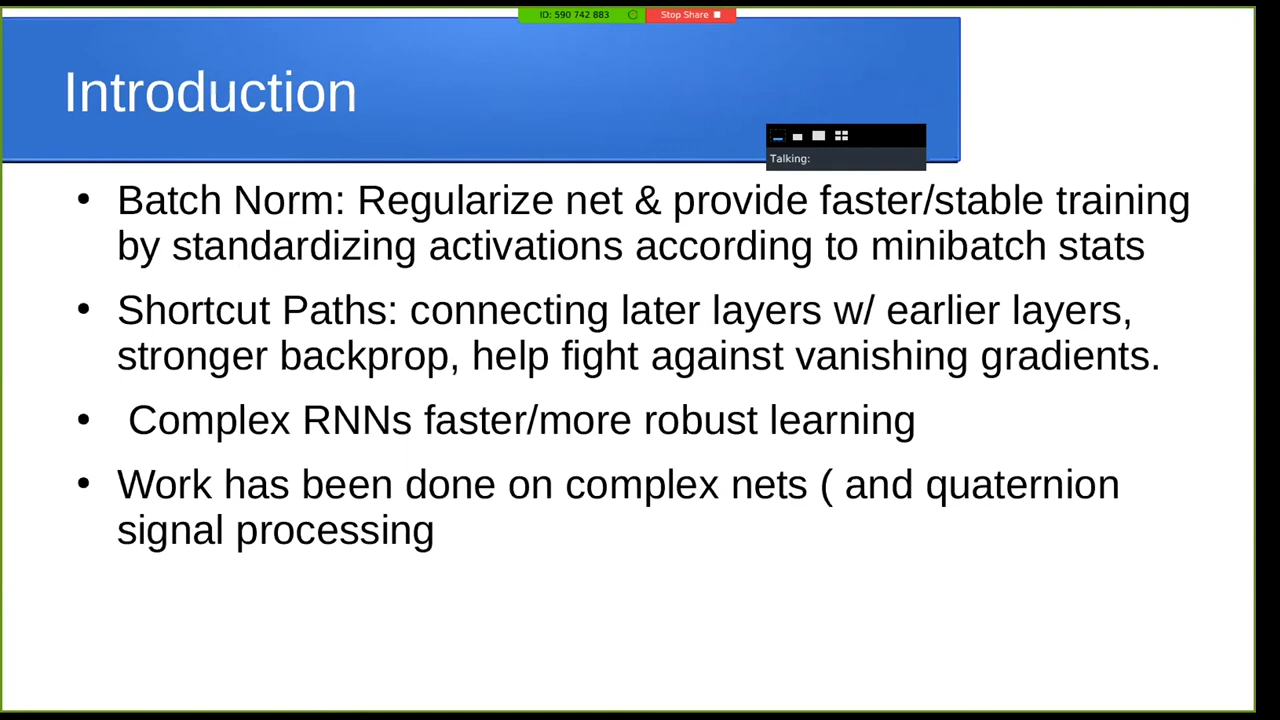 ID: 590 742 883 Stop Share
Introduction
Talking:
• Batch Norm: Regularize net & provide faster/stable training
by standardizing activations according to minibatch stats
• Shortcut Paths: connecting later layers w/ earlier layers,
stronger backprop, help fight against vanishing gradients.
• Complex RNNs faster/more robust learning
• Work has been done on complex nets ( and quaternion
signal processing